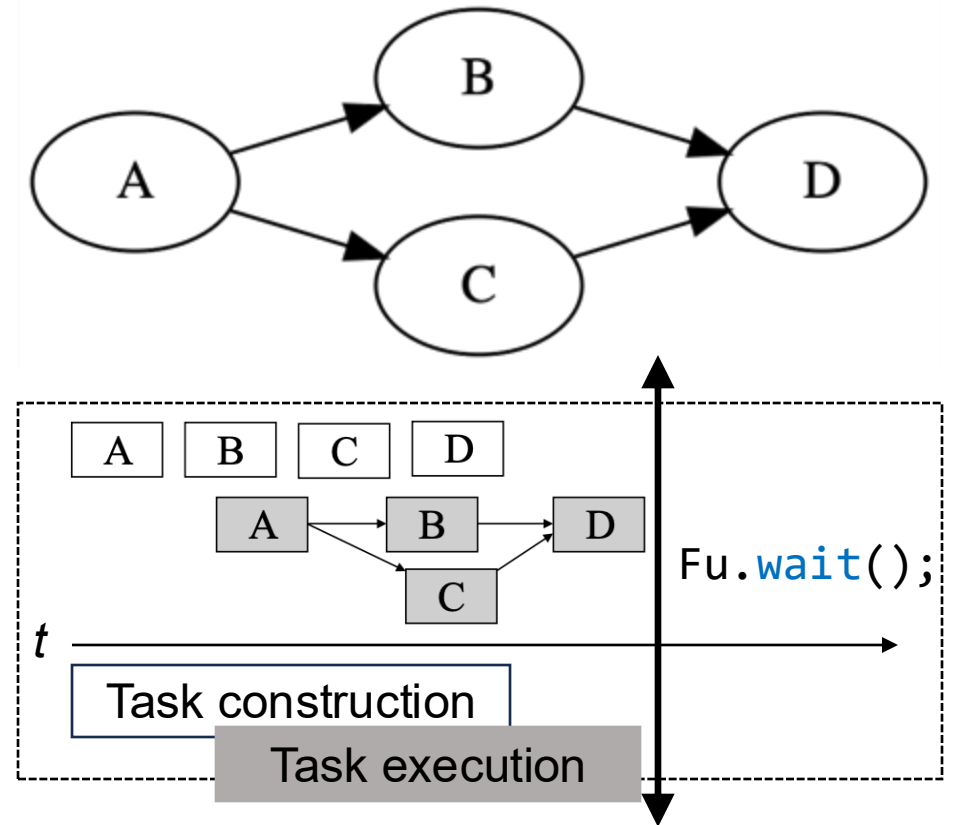 B
A
D
C
A B C D
A B D
Fu.wait();
C
t
Task construction
Task execution